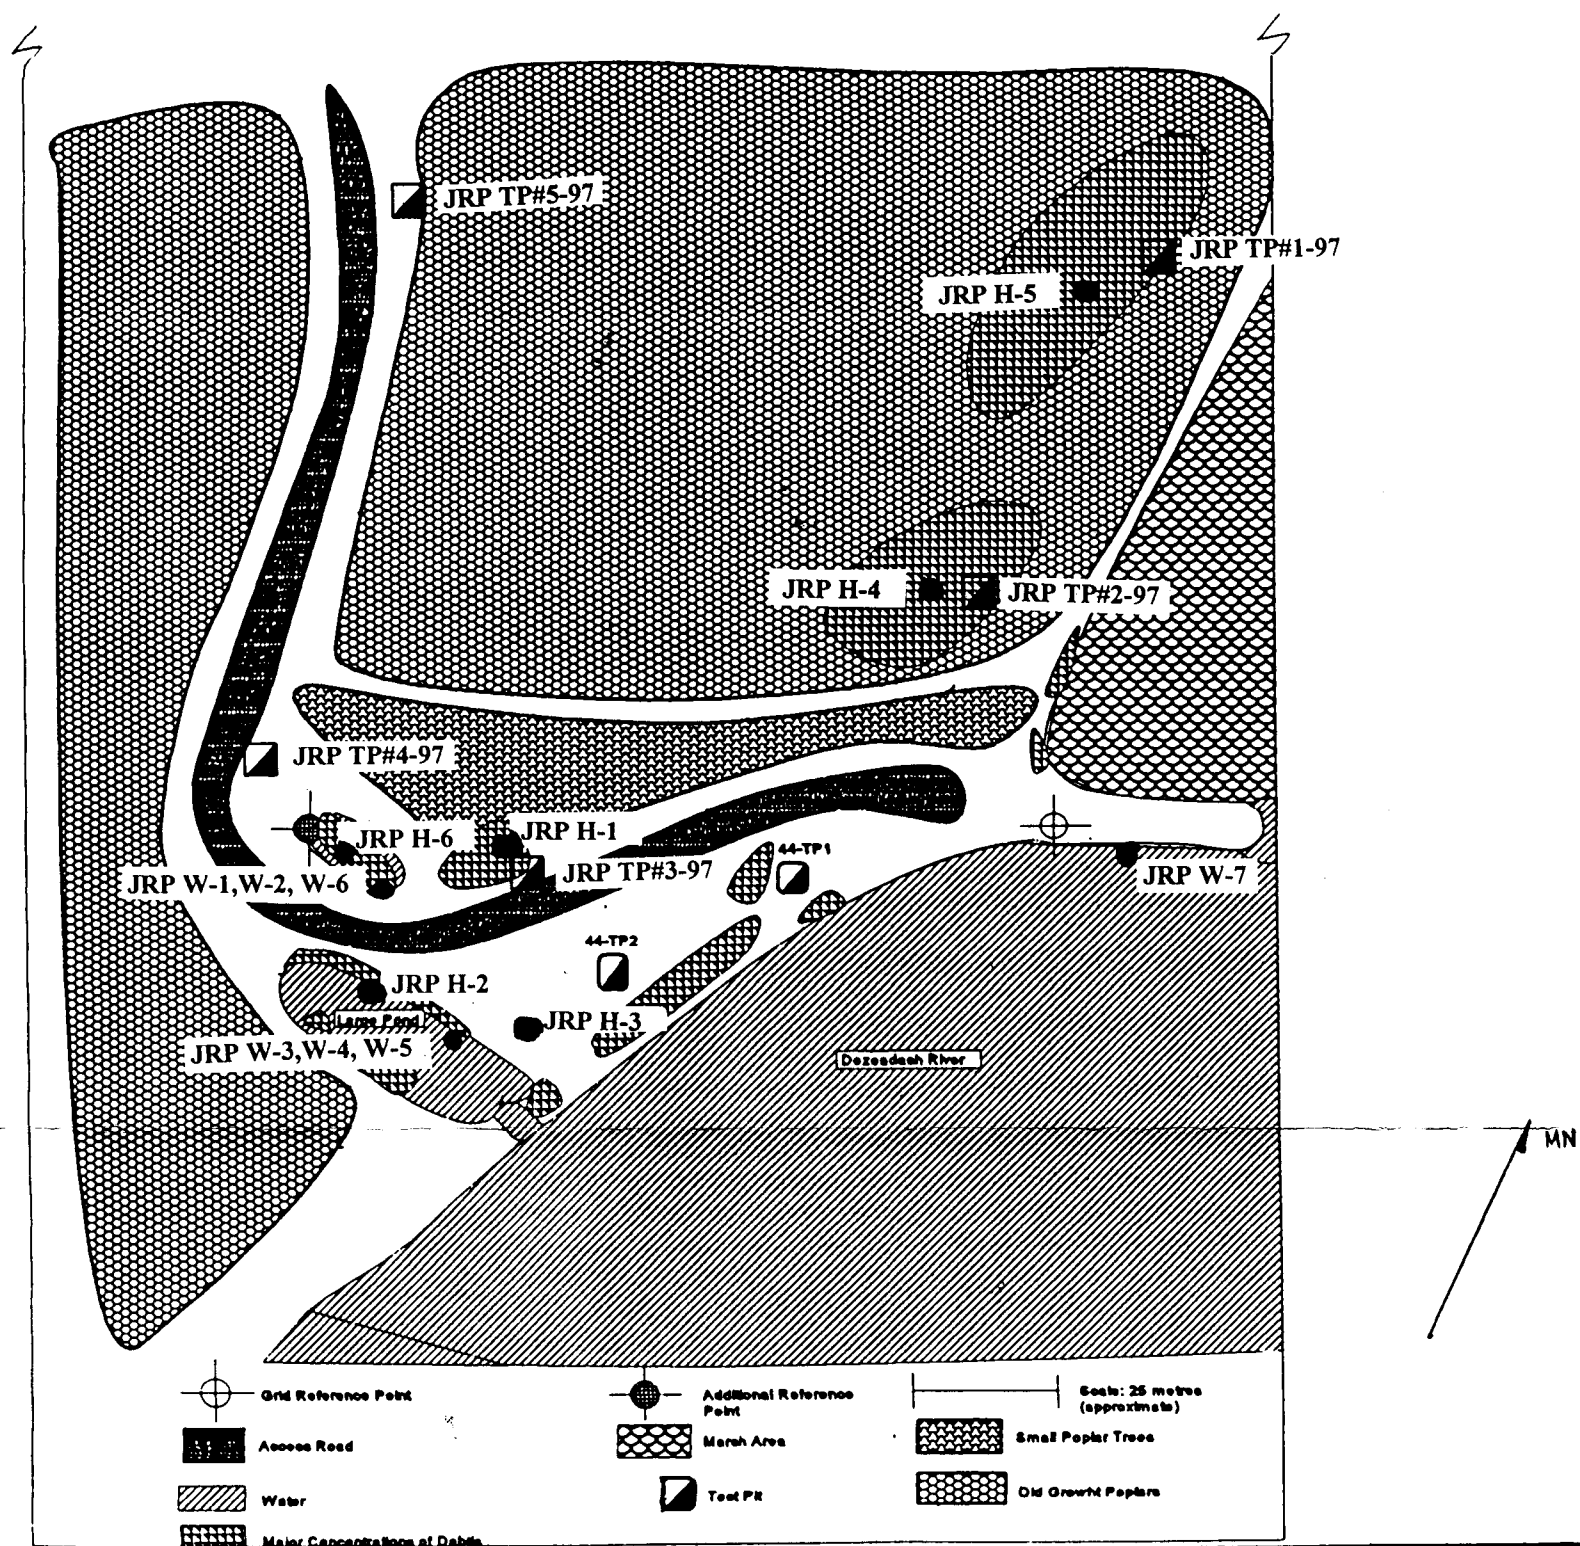 JRP TP#5-97
JRP TP#1-97
JRP H-5
JRP H-4
JRP TP#2-97
JRP TP#4-97
JRP H-1
JRP H-6
44-TP1
JRP TP#3-97
JRP W-1,W-2, W-6
JRP W-7
44-TP2
JRP H-2
Large Pond
JRP H-3
JRP W-3,W-4, W-5
Dezeadash River
MN
Grid Reference Point
Additional Reference
Point
Scale: 25 metres
(approximate)
Access Road
Marsh Area
Small Poplar Trees
Water
Test Pit
Old Growht Poplars
Major Concentrations of Debris